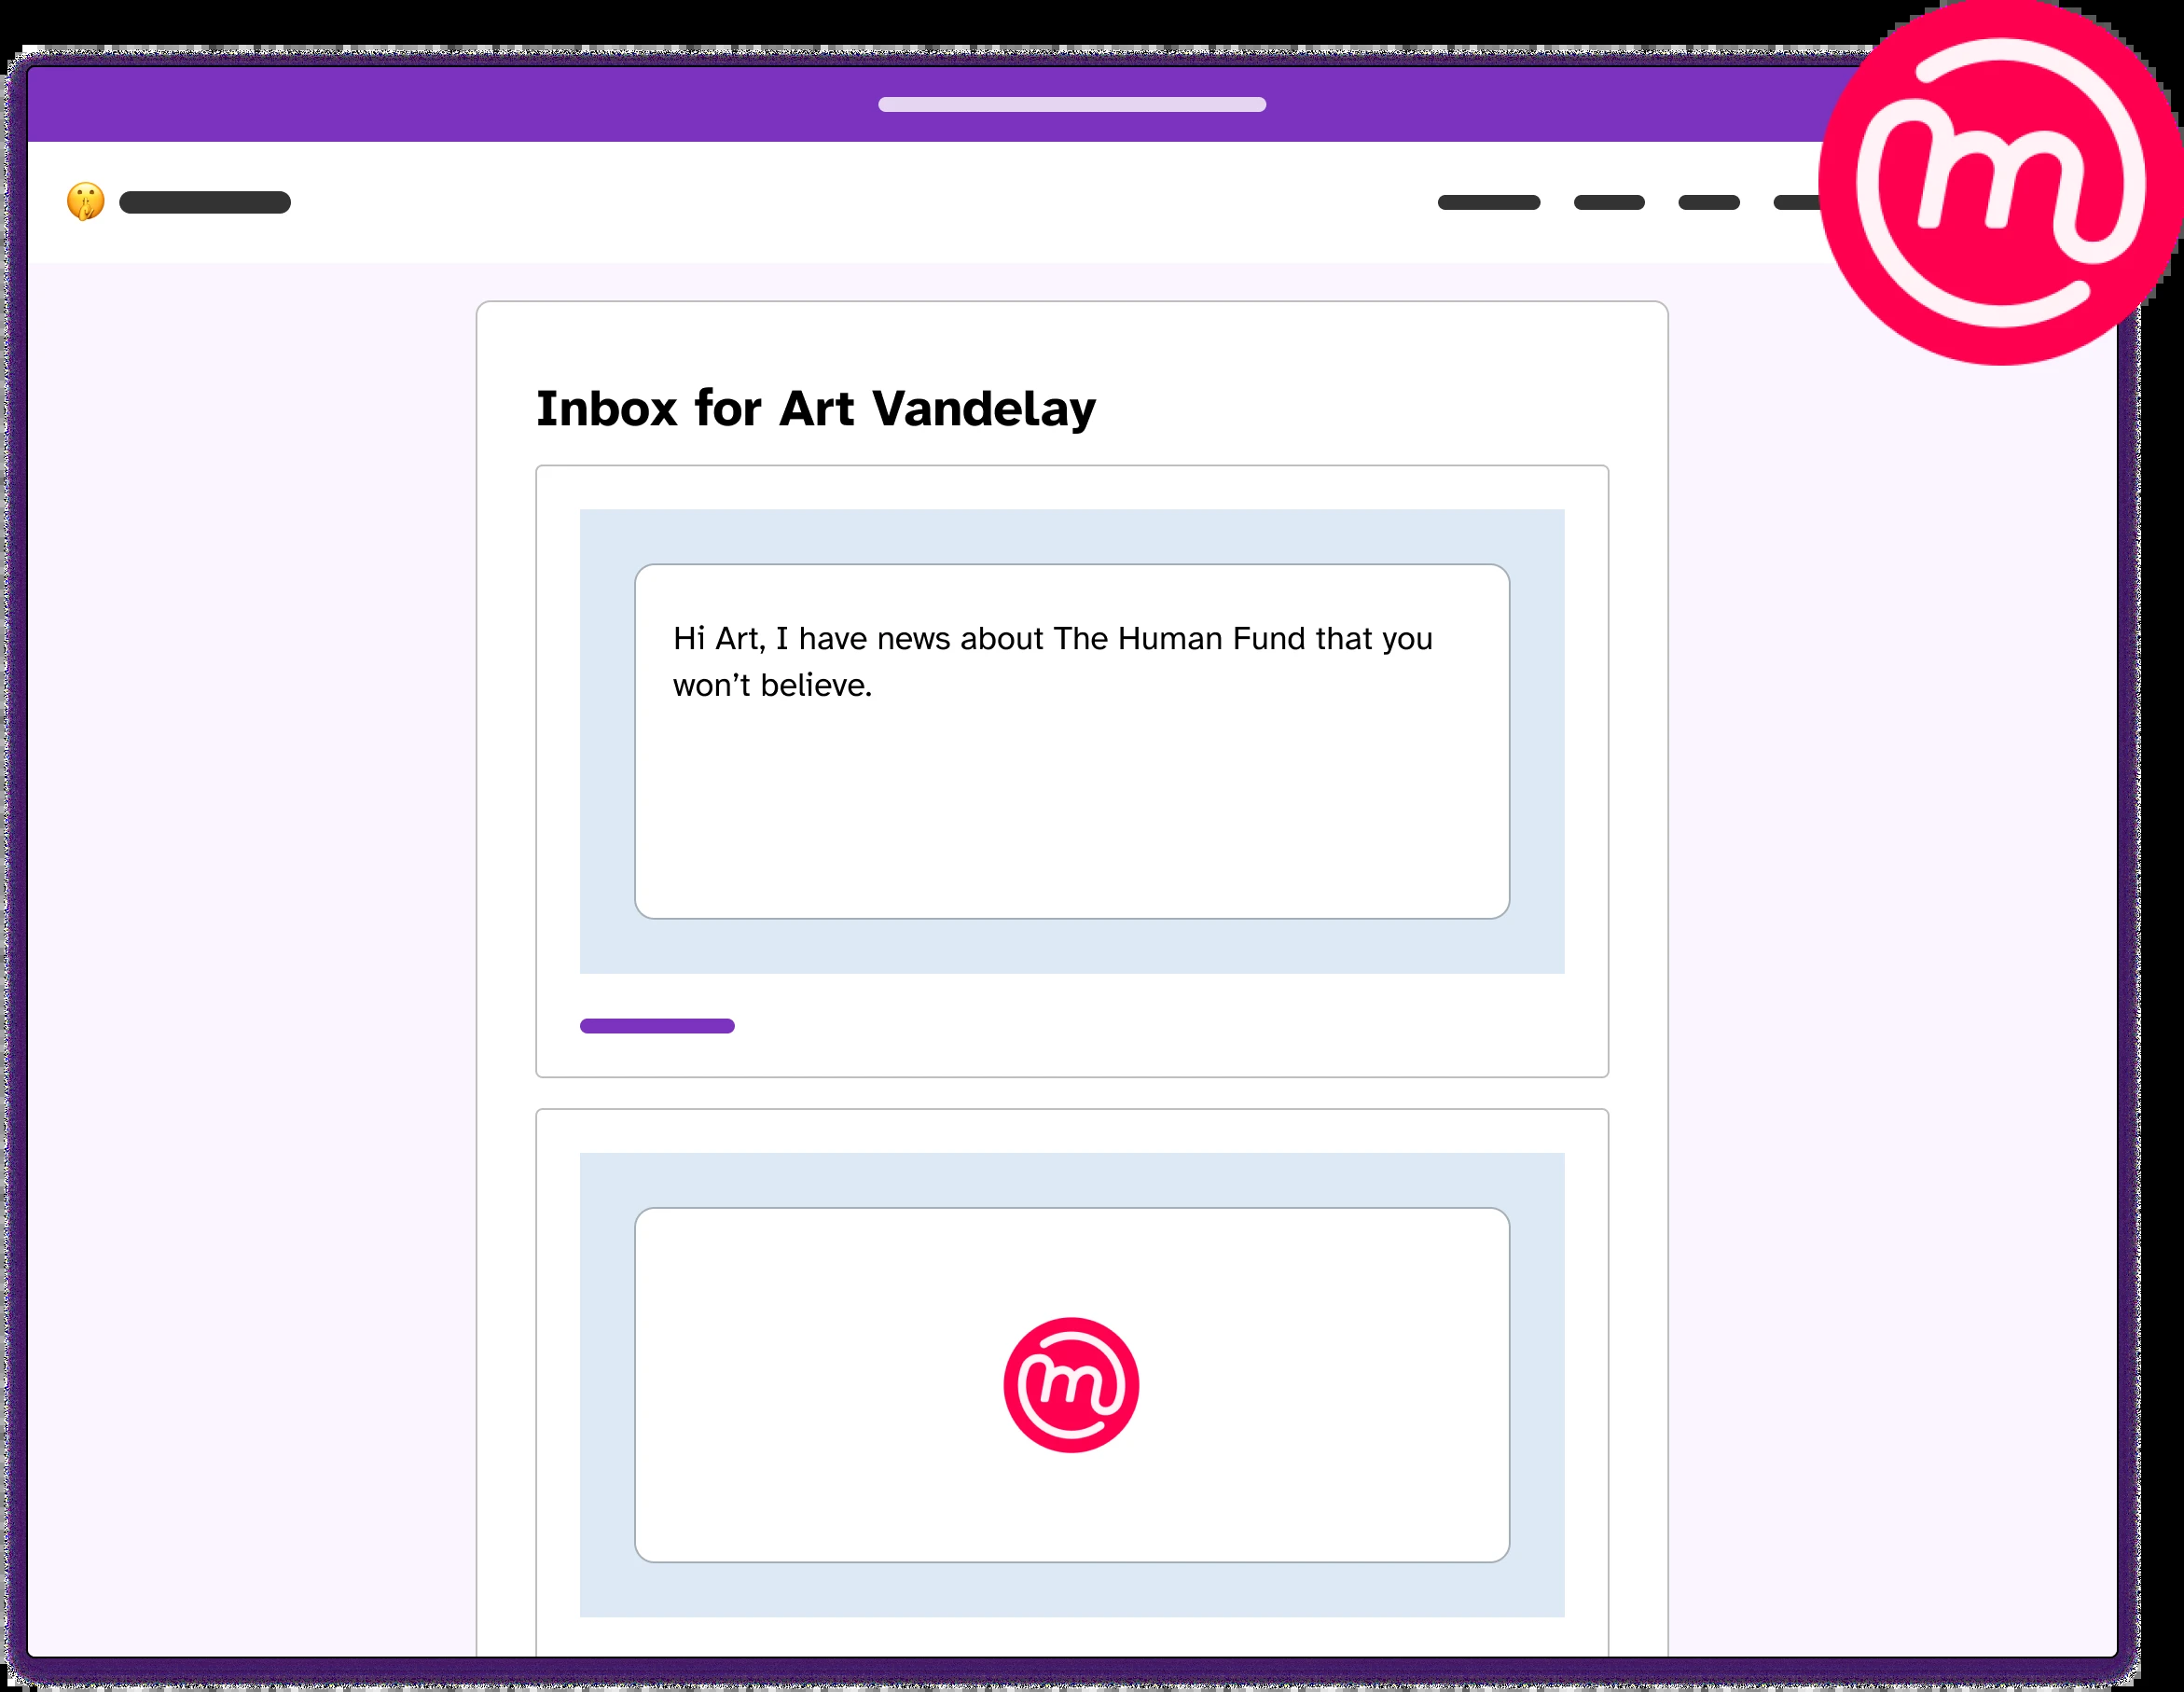 Inbox for Art Vandelay
Hi Art, I have news about The Human Fund that you
won’t believe.